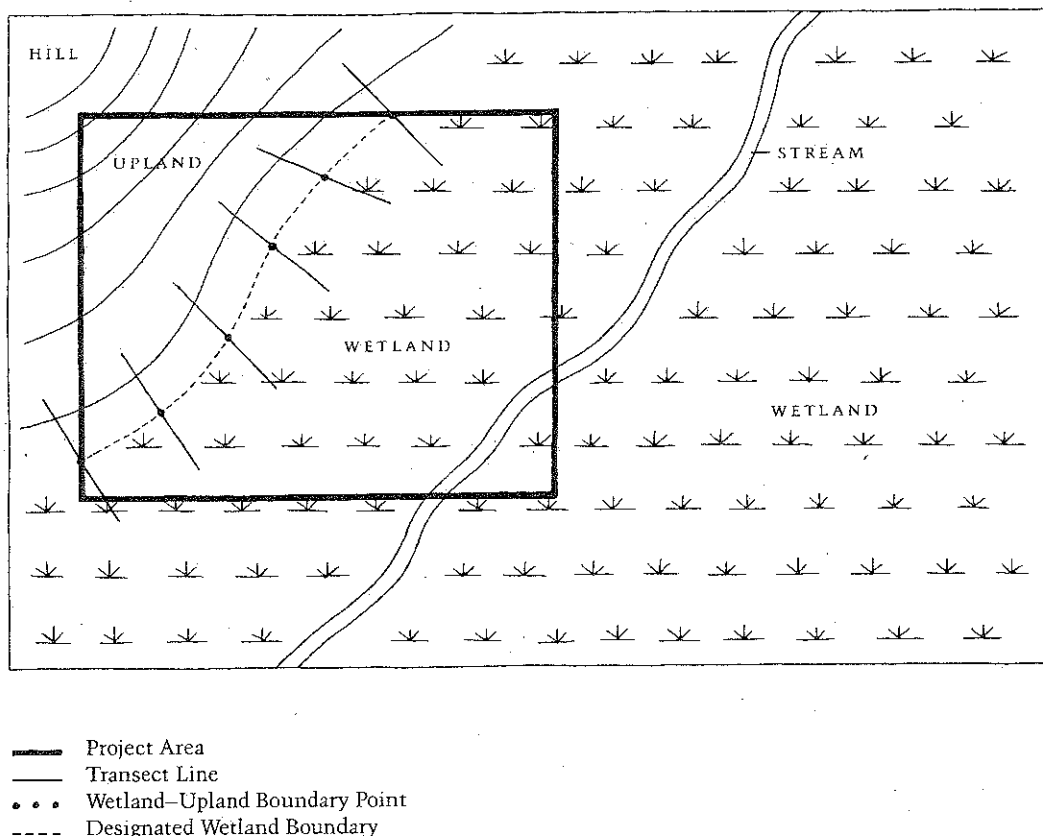 HILL
UPLAND
STREAM
WETLAND
WETLAND
Project Area
Transect Line
Wetland–Upland Boundary Point
Designated Wetland Boundary